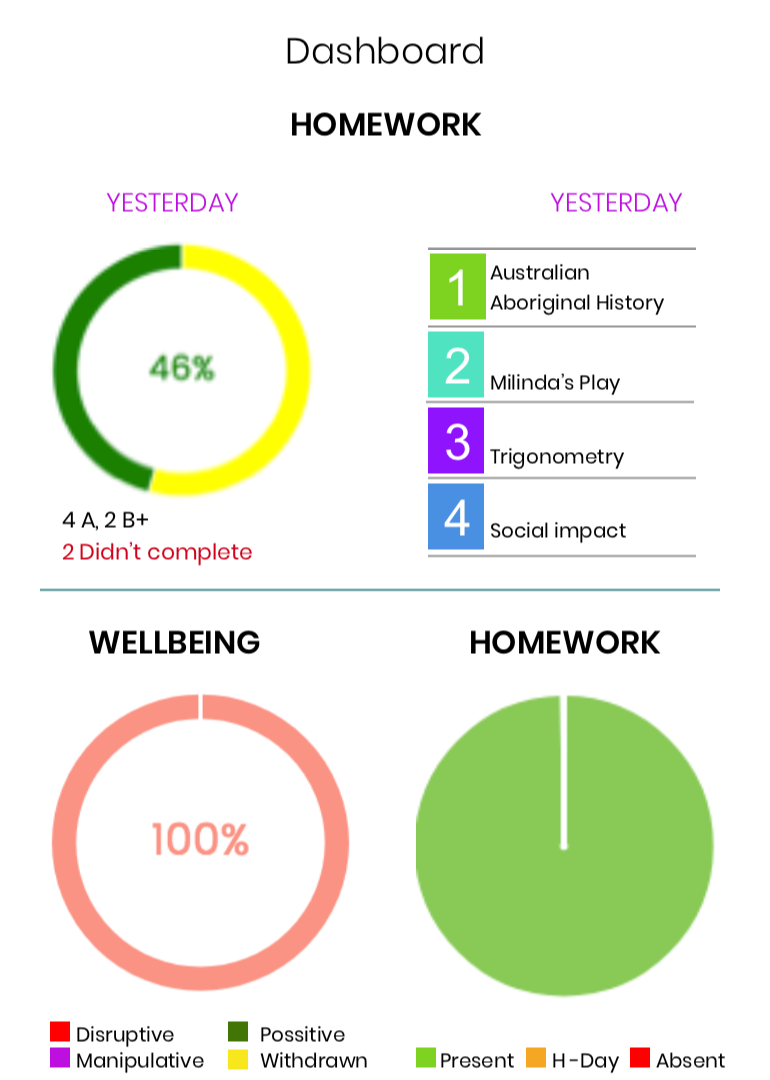 Dashboard
HOMEWORK
YESTERDAY
46%
4 A, 2 B+
2 Didn't complete
YESTERDAY
1 Australian
Aboriginal History
2 Milinda's Play
3 Trigonometry
4 Social impact
WELLBEING
100%
Disruptive
Possitive
Manipulative
Withdrawn
HOMEWORK
Present
H-Day
Absent